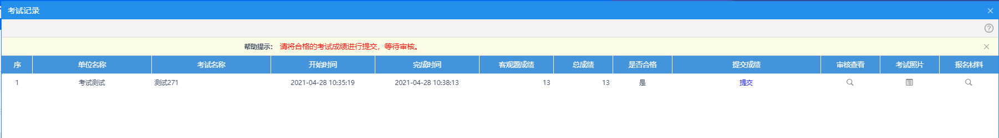 考试记录
帮助提示： 请将合格的考试成绩进行提交，等待审核。
序 单位名称 考试名称 开始时间 完成时间 客观题成绩 总成绩 是否合格 提交成绩 审核查看 考试照片 报名材料
1 考试测试 测试271 2021-04-28 10:35:19 2021-04-28 10:38:13 13 13 是 提交